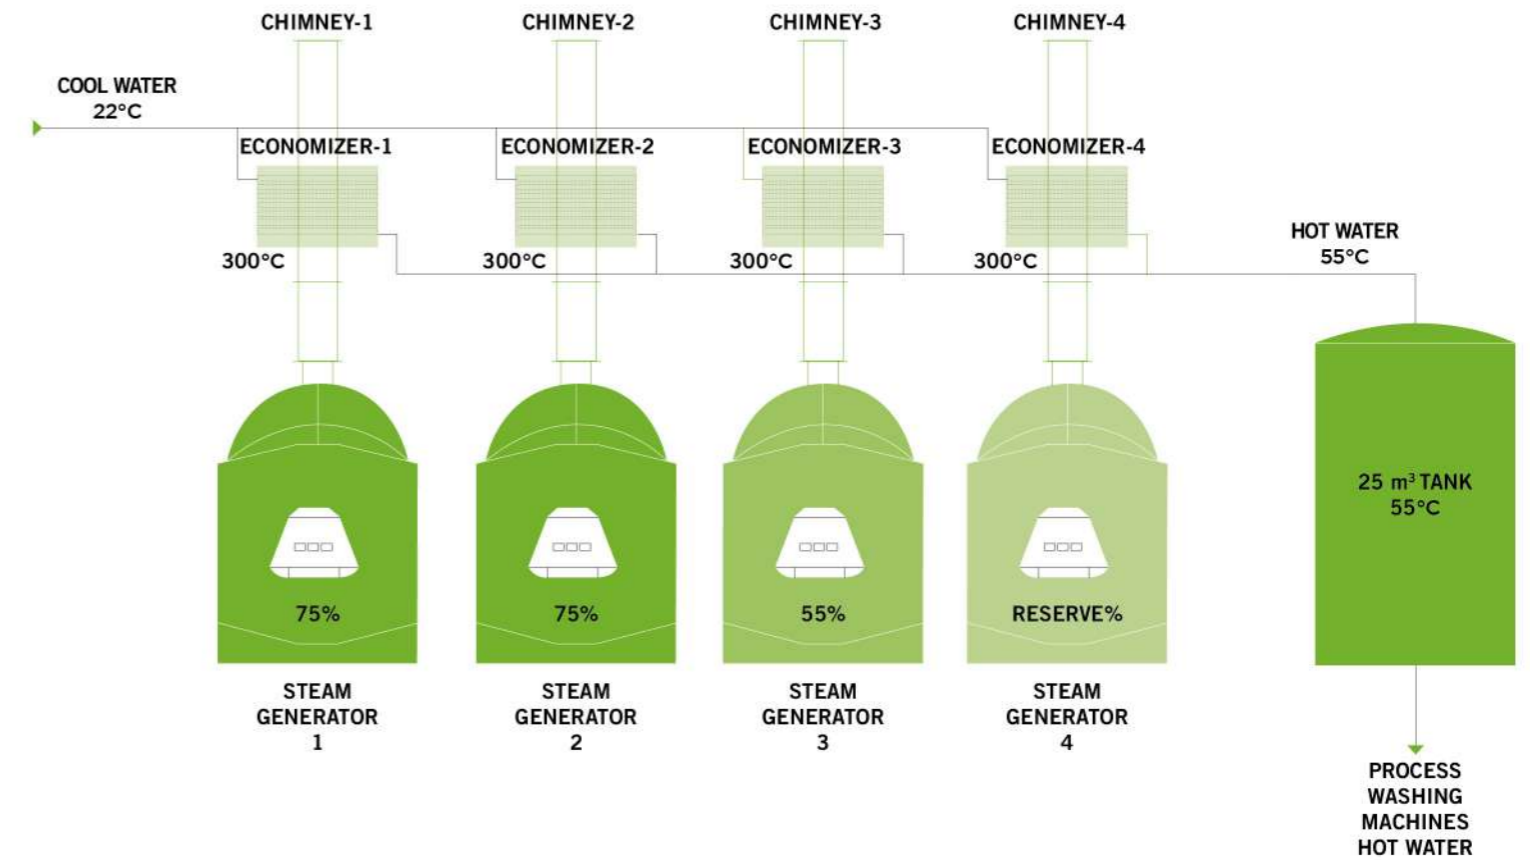 CHIMNEY-1
CHIMNEY-2
CHIMNEY-3
CHIMNEY-4
COOL WATER
22°C
ECONOMIZER-1
ECONOMIZER-2
ECONOMIZER-3
ECONOMIZER-4
300°C
300°C
300°C
300°C
HOT WATER
55°C
25 m³ TANK
55°C
75%
75%
55%
RESERVE%
STEAM
GENERATOR
1
STEAM
GENERATOR
2
STEAM
GENERATOR
3
STEAM
GENERATOR
4
PROCESS
WASHING
MACHINES
HOT WATER